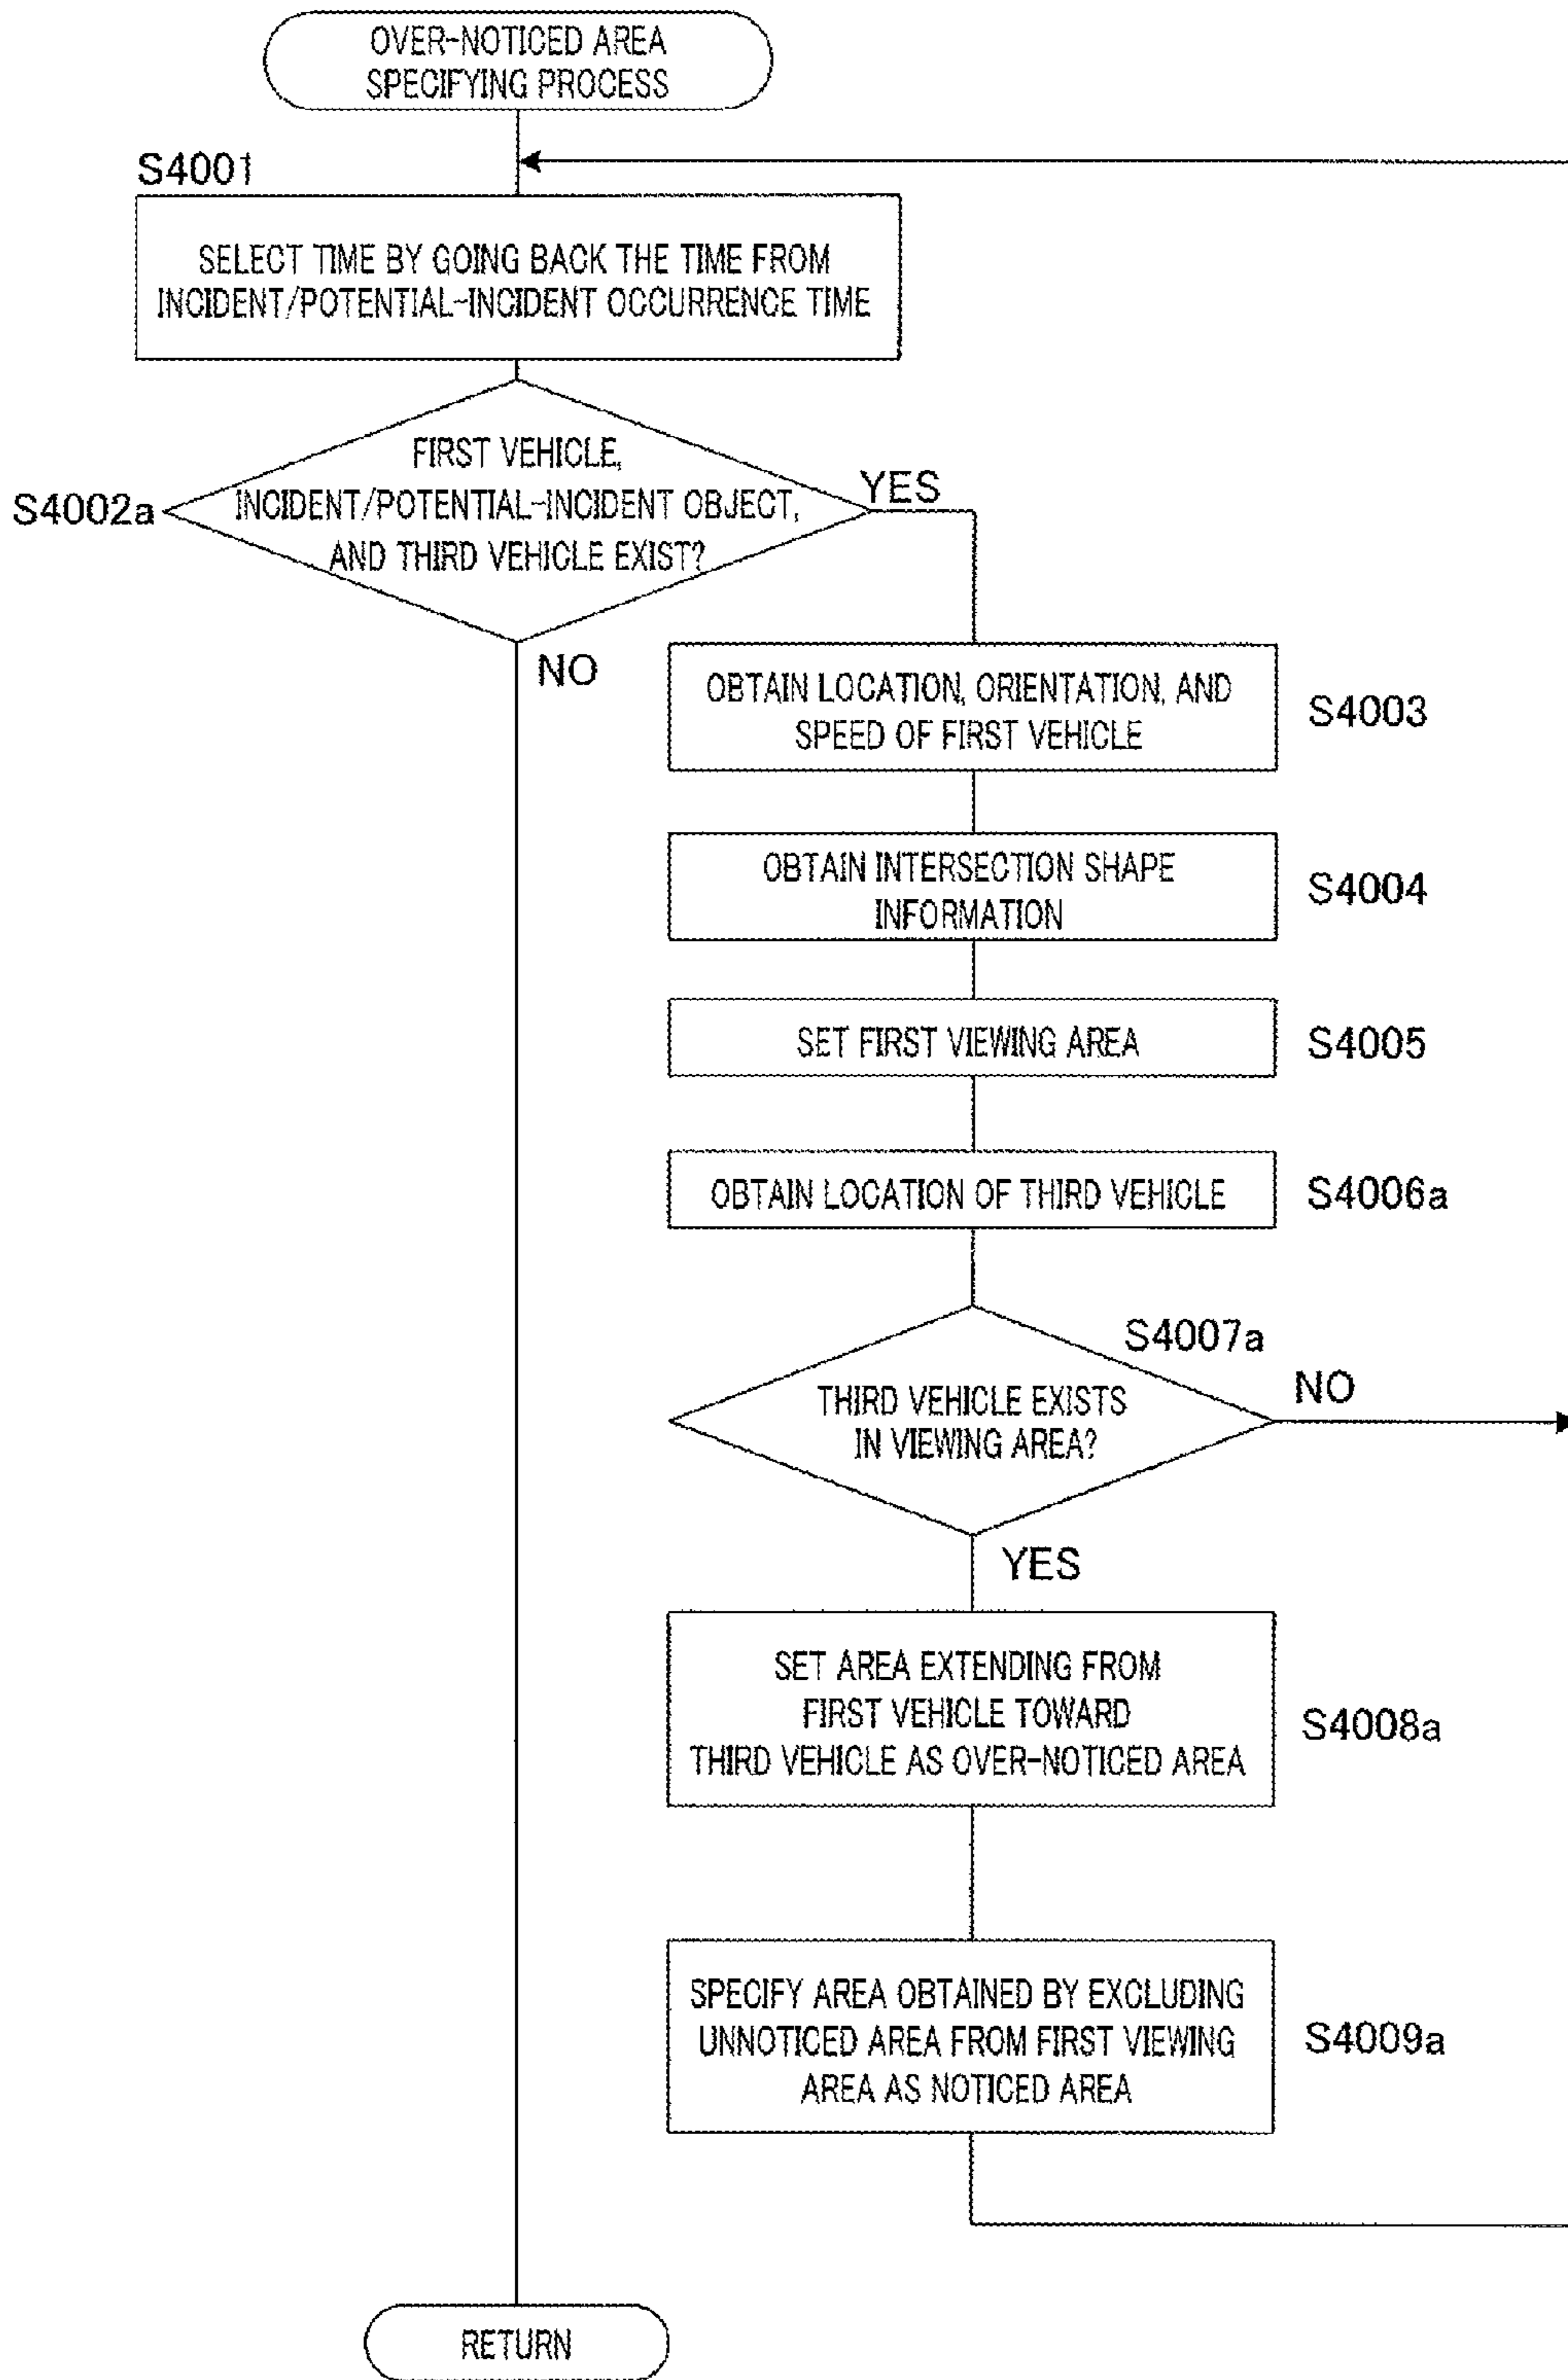 OVER-NOTICED AREA
SPECIFYING PROCESS
S4001
SELECT TIME BY GOING BACK THE TIME FROM
INCIDENT/POTENTIAL-INCIDENT OCCURRENCE TIME
FIRST VEHICLE,
INCIDENT/POTENTIAL-INCIDENT OBJECT,
AND THIRD VEHICLE EXIST?
S4002a
YES
NO
OBTAIN LOCATION, ORIENTATION, AND
SPEED OF FIRST VEHICLE
S4003
OBTAIN INTERSECTION SHAPE
INFORMATION
S4004
SET FIRST VIEWING AREA
S4005
OBTAIN LOCATION OF THIRD VEHICLE
S4006a
S4007a
THIRD VEHICLE EXISTS
IN VIEWING AREA?
NO
YES
SET AREA EXTENDING FROM
FIRST VEHICLE TOWARD
THIRD VEHICLE AS OVER-NOTICED AREA
S4008a
SPECIFY AREA OBTAINED BY EXCLUDING
UNNOTICED AREA FROM FIRST VIEWING
AREA AS NOTICED AREA
S4009a
RETURN